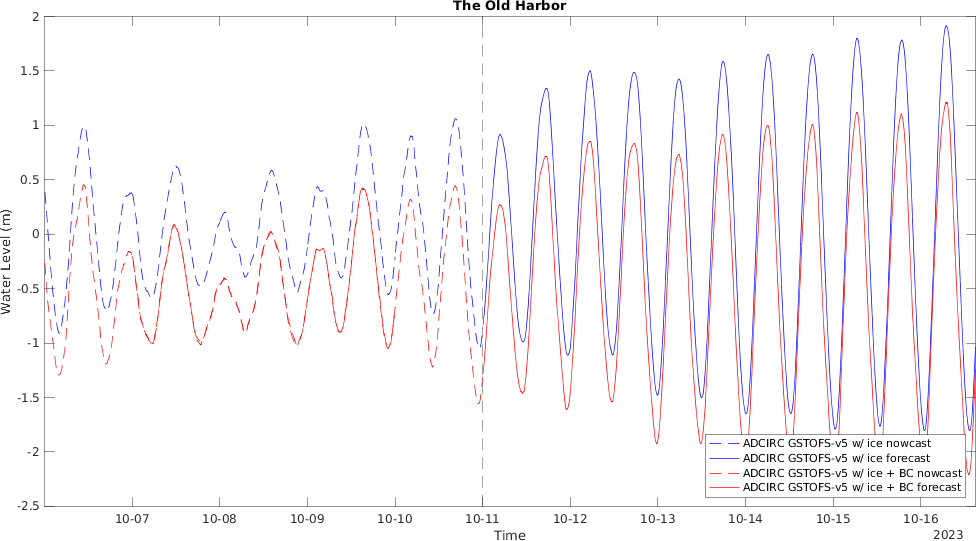 The Old Harbor
2
1.5
1
0.5
0
-0.5
-1
-1.5
-2
-2.5
Water Level (m)
ADCIRC GSTOFS-v5 w/ ice nowcast
ADCIRC GSTOFS-v5 w/ ice forecast
ADCIRC GSTOFS-v5 w/ ice + BC nowcast
ADCIRC GSTOFS-v5 w/ ice + BC forecast
10-07 10-08 10-09 10-10 10-11 10-12 10-13 10-14 10-15 10-16
Time
2023